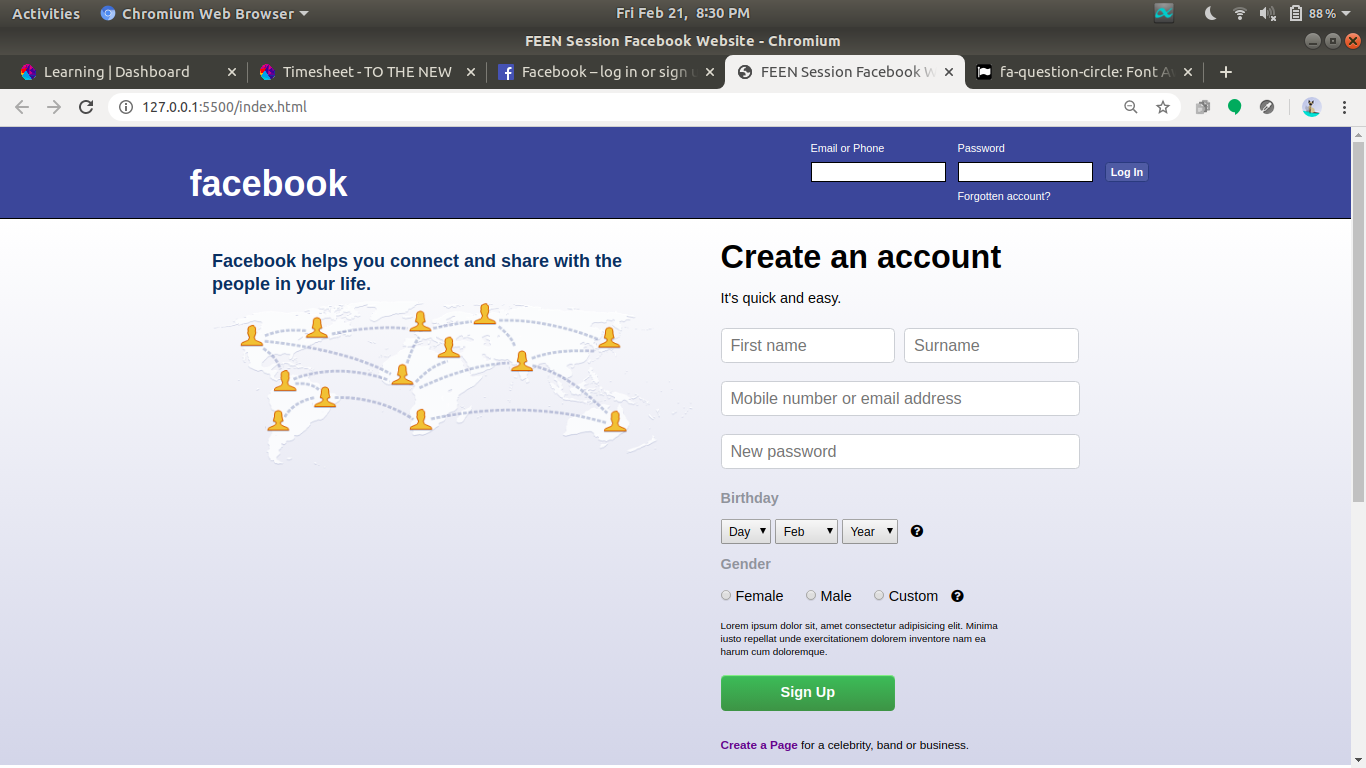 Activities
Chromium Web Browser
Fri Feb 21, 8:30 PM
88%
FEEN Session Facebook Website - Chromium
Learning | Dashboard
Timesheet - TO THE NEW
Facebook – log in or sign u
FEEN Session Facebook W
fa-question-circle: Font Aw
127.0.0.1:5500/index.html
facebook
Email or Phone
Password
Log In
Forgotten account?
Facebook helps you connect and share with the
people in your life.
Create an account
It's quick and easy.
First name
Surname
Mobile number or email address
New password
Birthday
Day
Feb
Year
Gender
Female
Male
Custom
Lorem ipsum dolor sit, amet consectetur adipisicing elit. Minima
iusto repellat unde exercitationem dolorem inventore nam ea
harum cum doloremque.
Sign Up
Create a Page for a celebrity, band or business.